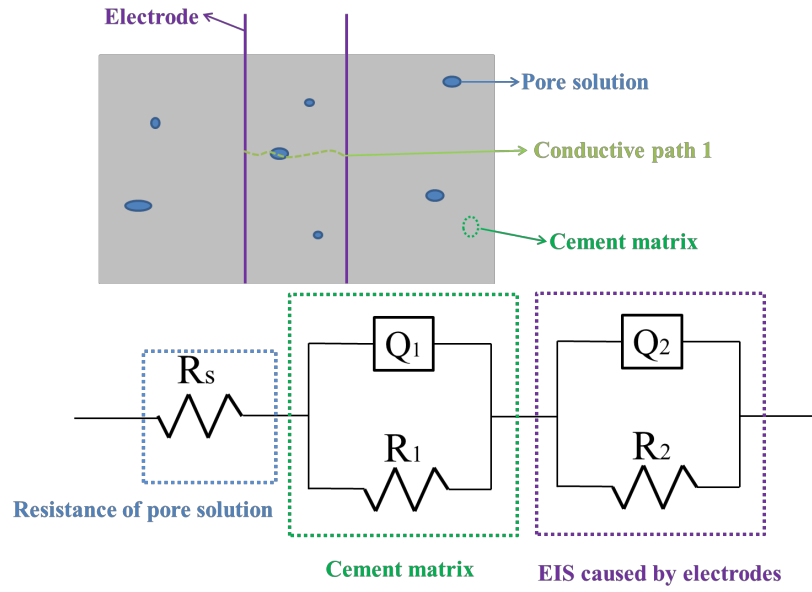 Electrode
Pore solution
Conductive path 1
Cement matrix
Q₁
Q₂
Rs
R₁
R₂
Resistance of pore solution
Cement matrix
EIS caused by electrodes